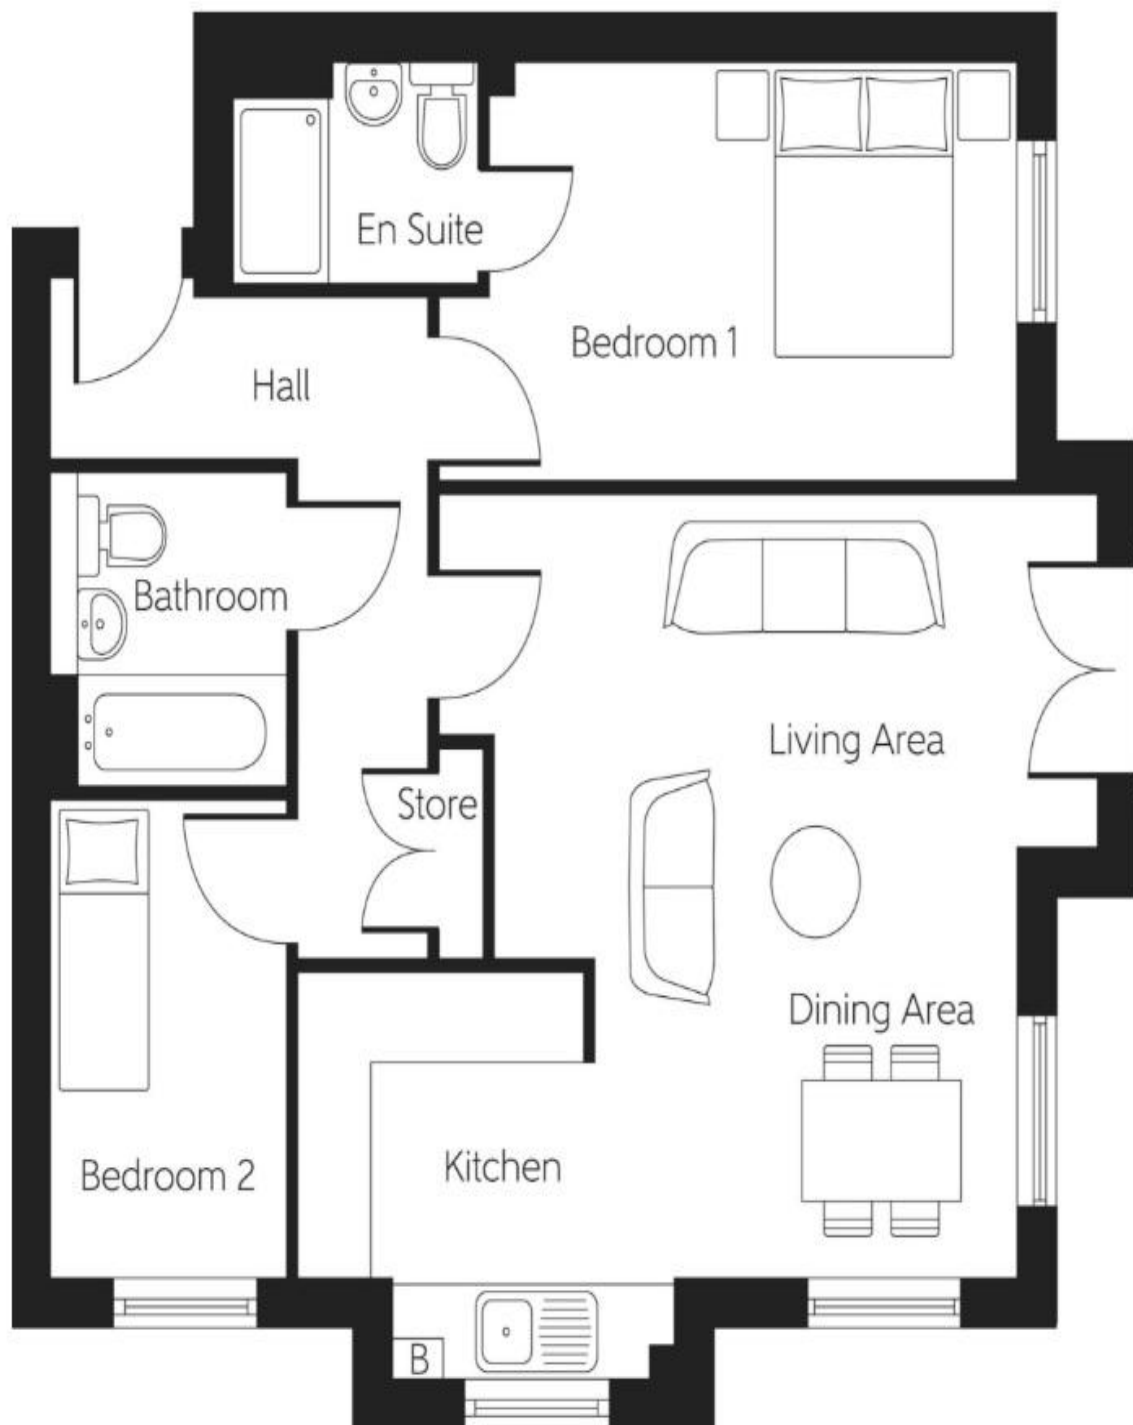 En Suite
Bedroom 1
Hall
Bathroom
Living Area
Store
Dining Area
Kitchen
Bedroom 2
B